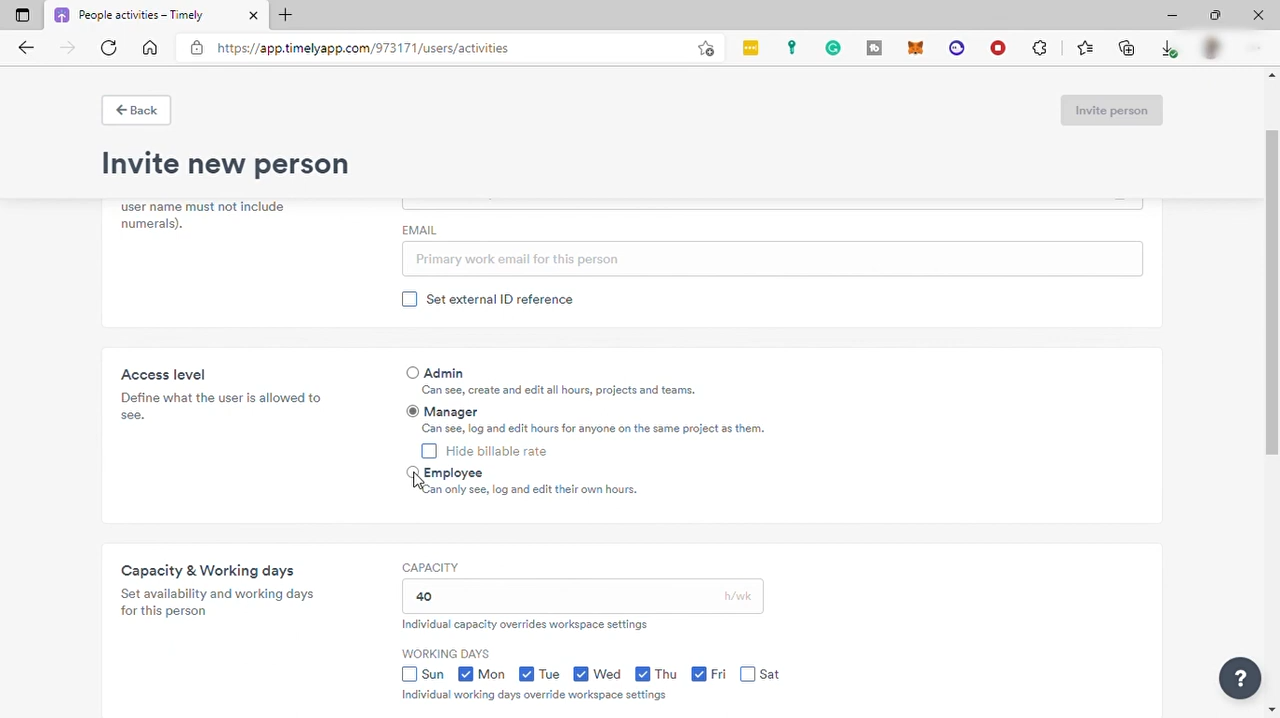 People activities – Timely
https://app.timelyapp.com/973171/users/activities
← Back
Invite person
Invite new person
user name must not include
numerals).
EMAIL
Primary work email for this person
Set external ID reference
Access level
Define what the user is allowed to
see.
Admin
Can see, create and edit all hours, projects and teams.
Manager
Can see, log and edit hours for anyone on the same project as them.
Hide billable rate
Employee
Can only see, log and edit their own hours.
Capacity & Working days
Set availability and working days
for this person
CAPACITY
40 h/wk
Individual capacity overrides workspace settings
WORKING DAYS
Sun Mon Tue Wed Thu Fri Sat
Individual working days override workspace settings
?